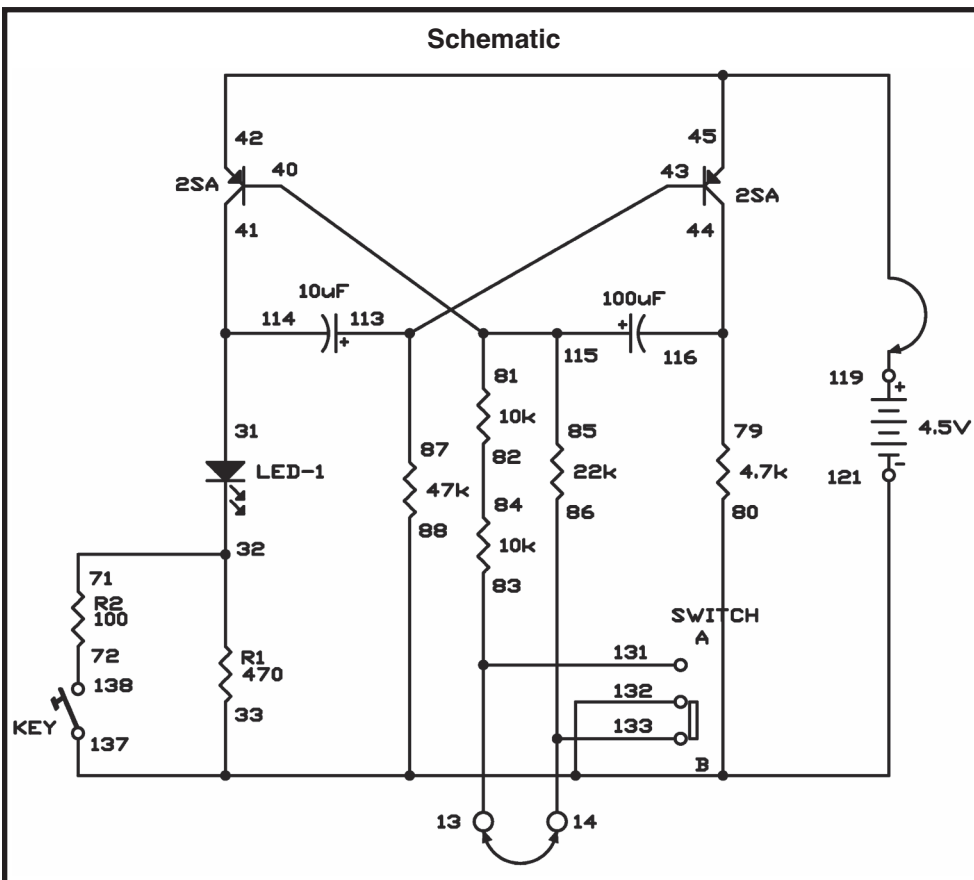 Schematic
42
45
40
43
2SA
2SA
41
44
10uF
100uF
114
113
+
+
115
116
119
+
4.5V
-
121
81
10k
82
84
10k
83
85
22k
86
79
4.7k
80
31
LED-1
87
47k
88
32
71
R2
100
72
138
KEY
137
R1
470
33
SWITCH
A
131
132
133
B
13
14